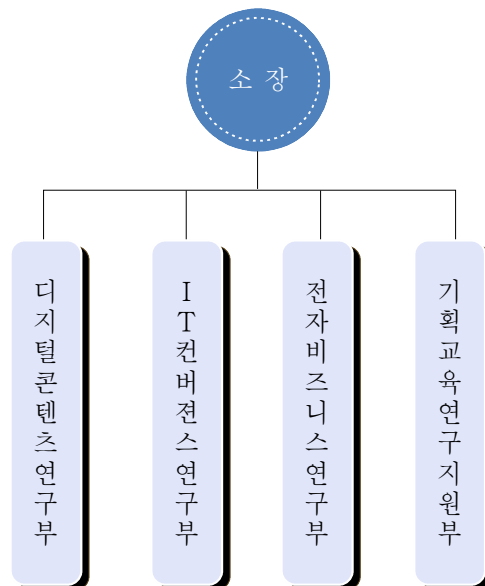 소 장
디지털콘텐츠연구부
IT컨버젼스연구부
전자비즈니스연구부
기획교육연구지원부